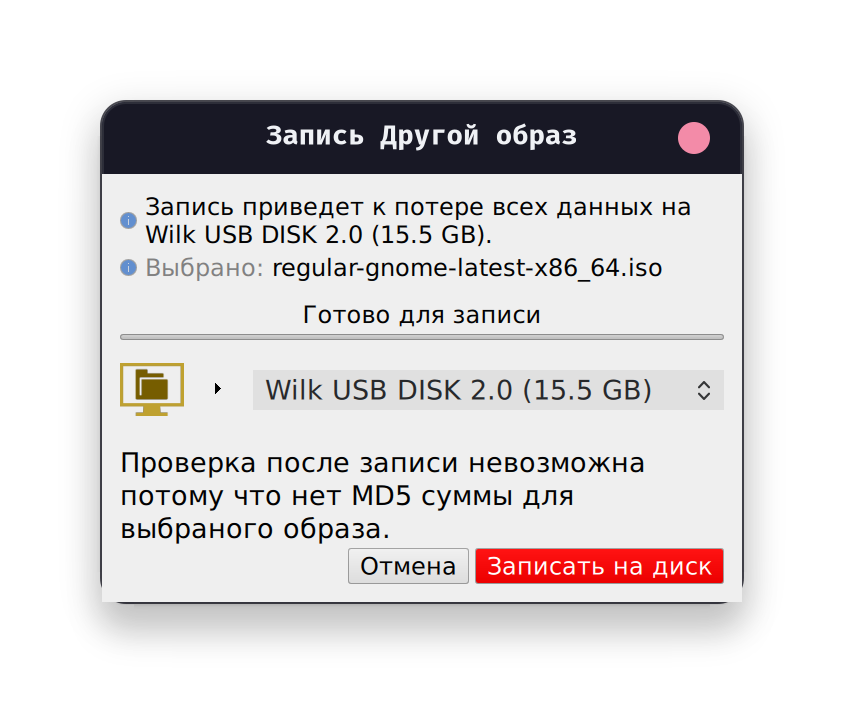 Запись Другой образ
Запись приведет к потере всех данных на
Wilk USB DISK 2.0 (15.5 GB).
Выбрано: regular-gnome-latest-x86_64.iso
Готово для записи
Wilk USB DISK 2.0 (15.5 GB)
Проверка после записи невозможна
потому что нет MD5 суммы для
выбраного образа.
Отмена Записать на диск